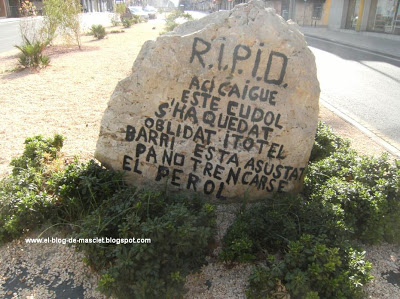 R.I.P.I.D.
ACI CAIGUE
ESTE CUDOL
S'HA QUEDAT
OBLIDAT I TOT EL
BARRI ESTA ASUSTAT
PA NO TRENCARSE
EL PEROL
www.el-blog-de-masclet.blogspot.com